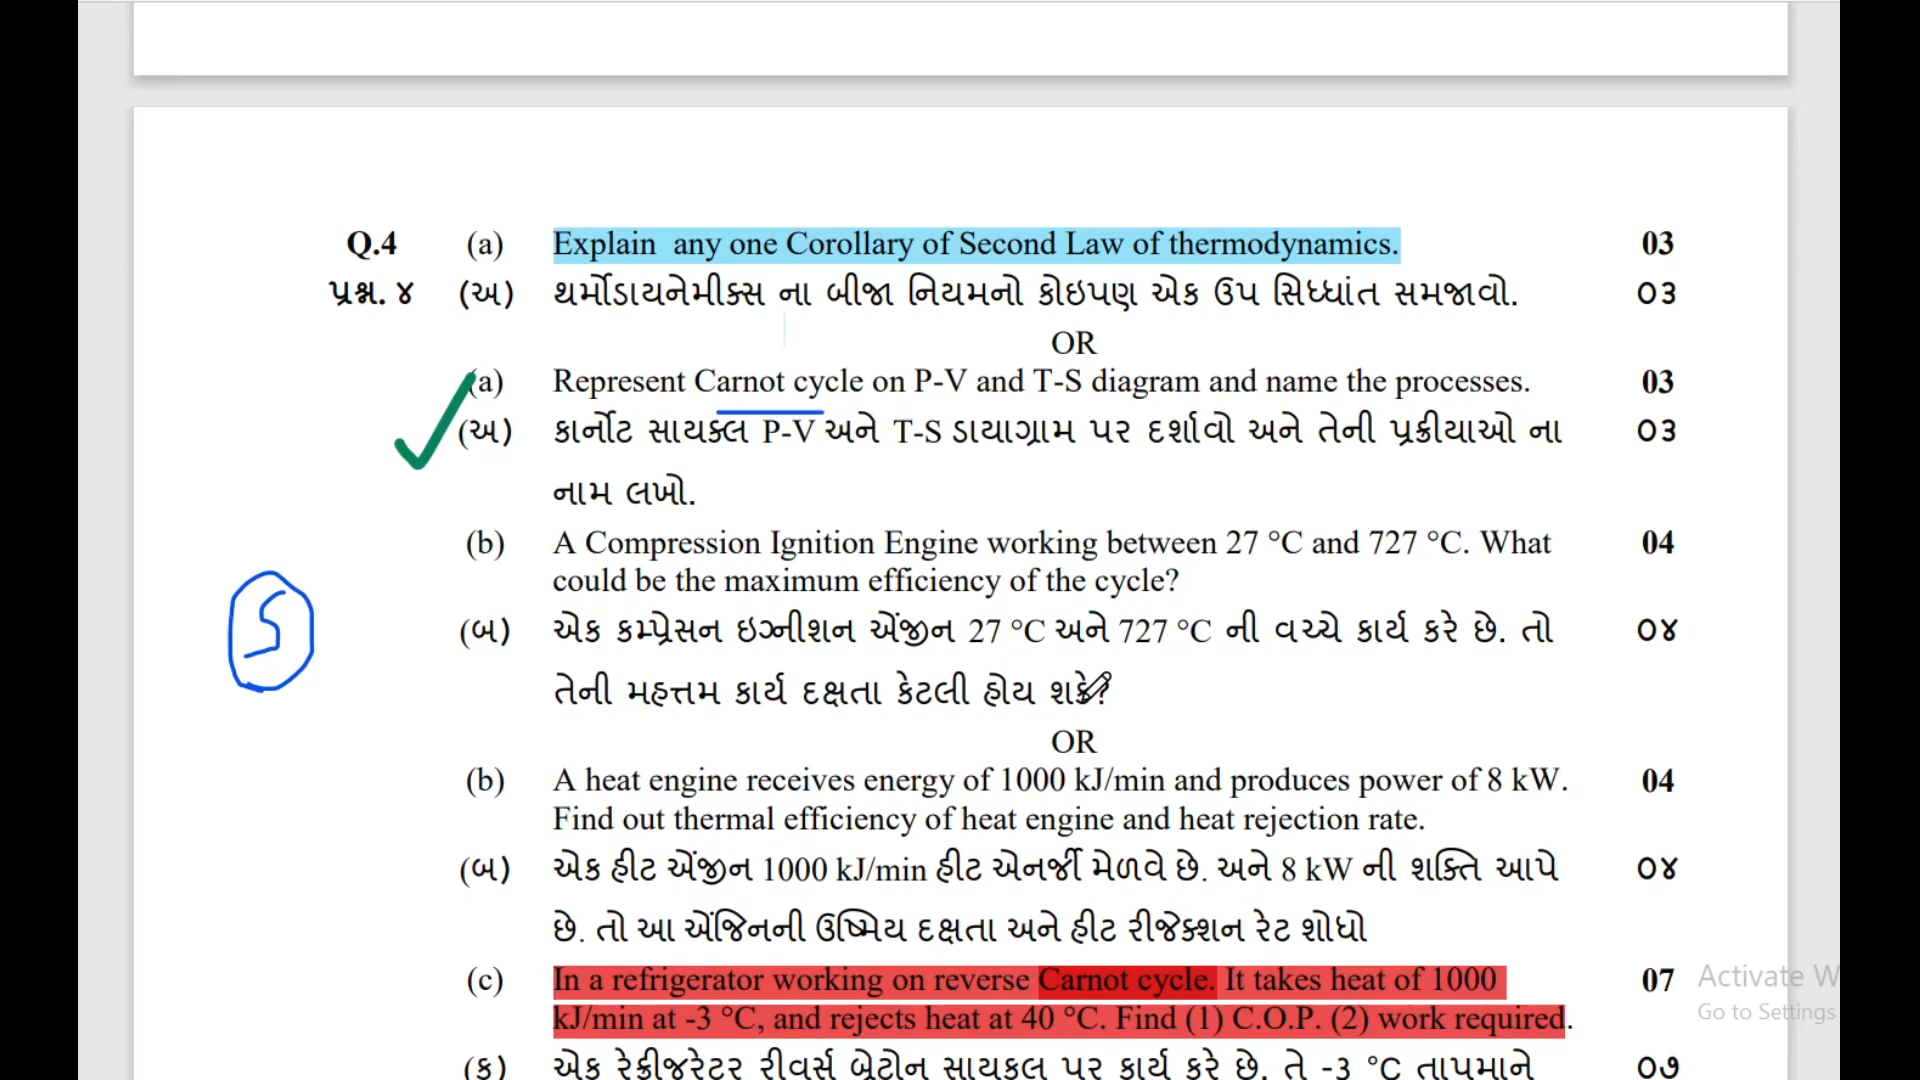 Q.4 (a) Explain any one Corollary of Second Law of thermodynamics. 03
પ્રશ્ન. ૪ (અ) થર્મોડાયનેમીક્સ ના બીજા નિયમનો કોઇપણ એક ઉપ સિધ્ધાંત સમજાવો. ૦૩
OR
(a) Represent Carnot cycle on P-V and T-S diagram and name the processes. 03
(અ) કાર્નોટ સાયક્લ P-V અને T-S ડાયાગ્રામ પર દર્શાવો અને તેની પ્રક્રીયાઓ ના ૦૩
નામ લખો.
(b) A Compression Ignition Engine working between 27 °C and 727 °C. What 04
could be the maximum efficiency of the cycle?
(બ) એક કમ્પ્રેસન ઇગ્નીશન એંજીન 27 °C અને 727 °C ની વચ્ચે કાર્ય કરે છે. તો ૦૪
તેની મહત્તમ કાર્ય દક્ષતા કેટલી હોય શકે?
5
OR
(b) A heat engine receives energy of 1000 kJ/min and produces power of 8 kW. 04
Find out thermal efficiency of heat engine and heat rejection rate.
(બ) એક હીટ એંજીન 1000 kJ/min હીટ એનર્જી મેળવે છે. અને 8 kW ની શક્તિ આપે ૦૪
છે. તો આ એંજિનની ઉષ્મિય દક્ષતા અને હીટ રીજેક્શન રેટ શોધો
(c) In a refrigerator working on reverse Carnot cycle. It takes heat of 1000 07
kJ/min at -3 °C, and rejects heat at 40 °C. Find (1) C.O.P. (2) work required.
(ક) એક રેફ્રીજરેટર રીવર્સ બ્રેટોન સાયકલ પર કાર્ય કરે છે. તે -3 °C તાપમાને ૦૭
Activate W
Go to Settings